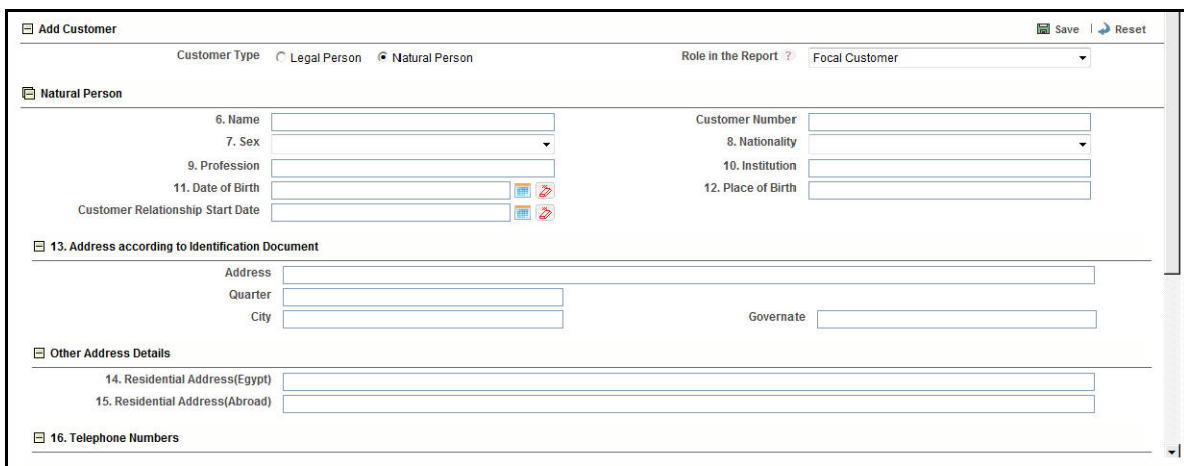 Add Customer Save | Reset
Customer Type Legal Person Natural Person Role in the Report ? Focal Customer
Natural Person
6. Name Customer Number
7. Sex 8. Nationality
9. Profession 10. Institution
11. Date of Birth 12. Place of Birth
Customer Relationship Start Date
13. Address according to Identification Document
Address
Quarter
City Governate
Other Address Details
14. Residential Address(Egypt)
15. Residential Address(Abroad)
16. Telephone Numbers